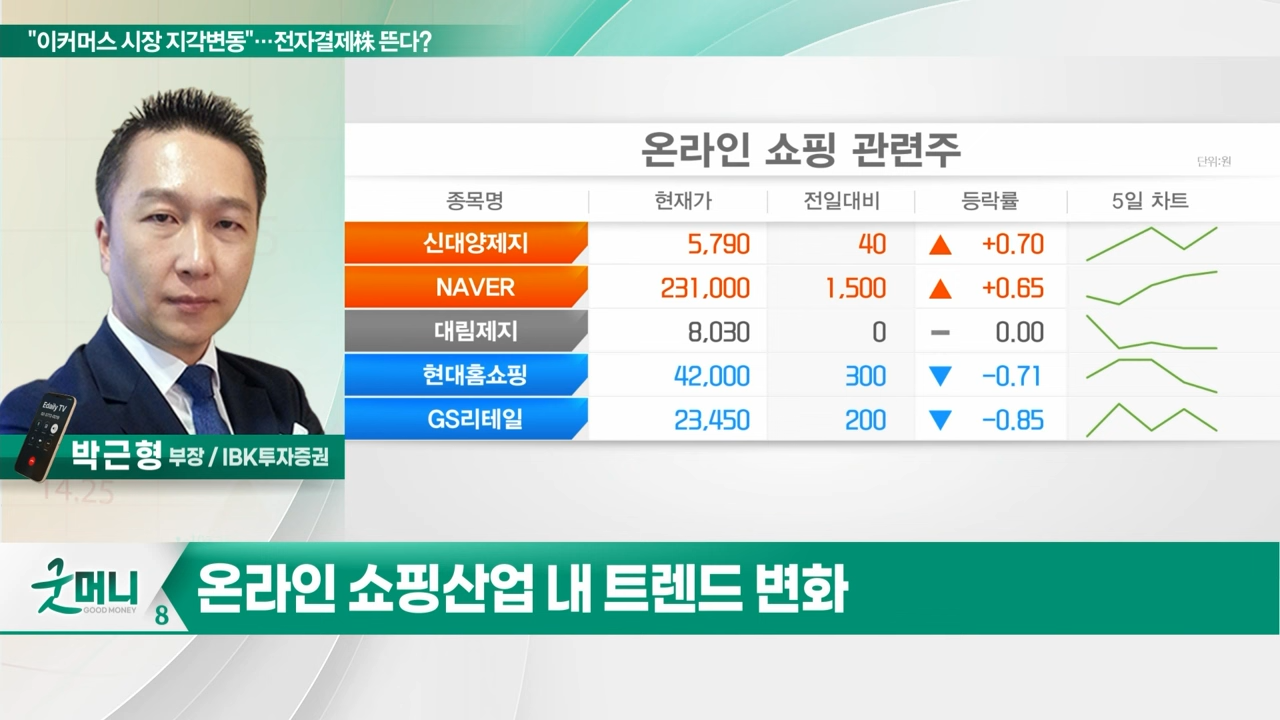 "이커머스 시장 지각변동"…전자결제株 뜬다?
온라인 쇼핑 관련주
단위:원
종목명 현재가 전일대비 등락률 5일 차트
신대양제지 5,790 40 ▲ +0.70
NAVER 231,000 1,500 ▲ +0.65
대림제지 8,030 0 - 0.00
현대홈쇼핑 42,000 300 ▼ -0.71
GS리테일 23,450 200 ▼ -0.85
Edaily TV
박근형 부장 / IBK투자증권
14.25
굿머니
GOOD MONEY
8
온라인 쇼핑산업 내 트렌드 변화